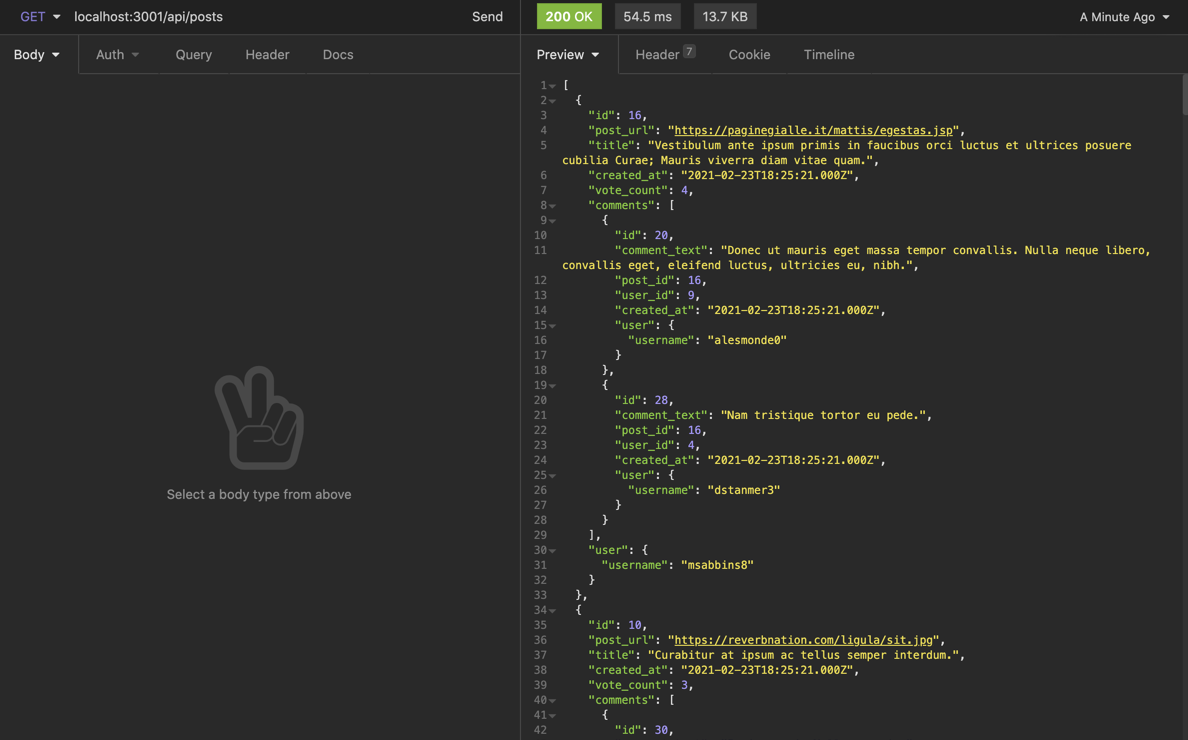 GET localhost:3001/api/posts Send 200 OK 54.5 ms 13.7 KB A Minute Ago
Body Auth Query Header Docs Preview Header 7 Cookie Timeline
1 [
2 {
3 "id": 16,
4 "post_url": "https://paginegialle.it/mattis/egestas.jsp",
5 "title": "Vestibulum ante ipsum primis in faucibus orci luctus et ultrices posuere
cubilia Curae; Mauris viverra diam vitae quam.",
6 "created_at": "2021-02-23T18:25:21.000Z",
7 "vote_count": 4,
8 "comments": [
9 {
10 "id": 20,
11 "comment_text": "Donec ut mauris eget massa tempor convallis. Nulla neque libero,
convallis eget, eleifend luctus, ultricies eu, nibh.",
12 "post_id": 16,
13 "user_id": 9,
14 "created_at": "2021-02-23T18:25:21.000Z",
15 "user": {
16 "username": "alesmonde0"
17 }
18 },
19 {
20 "id": 28,
21 "comment_text": "Nam tristique tortor eu pede.",
22 "post_id": 16,
23 "user_id": 4,
24 "created_at": "2021-02-23T18:25:21.000Z",
25 "user": {
26 "username": "dstanmer3"
27 }
28 }
29 ],
30 "user": {
31 "username": "msabbins8"
32 }
33 },
34 {
35 "id": 10,
36 "post_url": "https://reverbnation.com/ligula/sit.jpg",
37 "title": "Curabitur at ipsum ac tellus semper interdum.",
38 "created_at": "2021-02-23T18:25:21.000Z",
39 "vote_count": 3,
40 "comments": [
41 {
42 "id": 30,
Select a body type from above